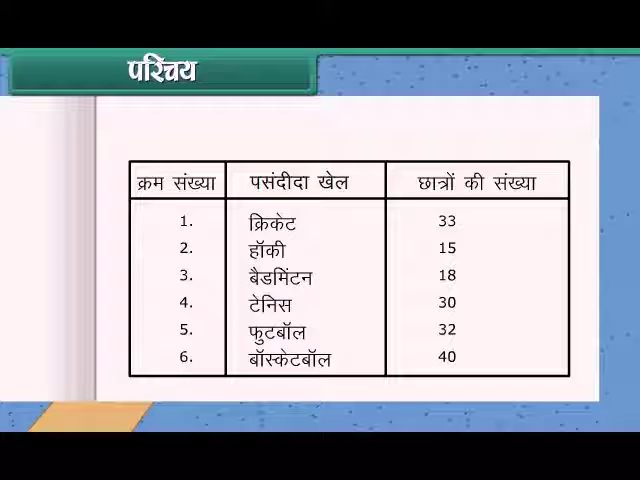 परिचय
क्रम संख्या पसंदीदा खेल छात्रों की संख्या
1. क्रिकेट 33
2. हॉकी 15
3. बैडमिंटन 18
4. टेनिस 30
5. फुटबॉल 32
6. बॉस्केटबॉल 40